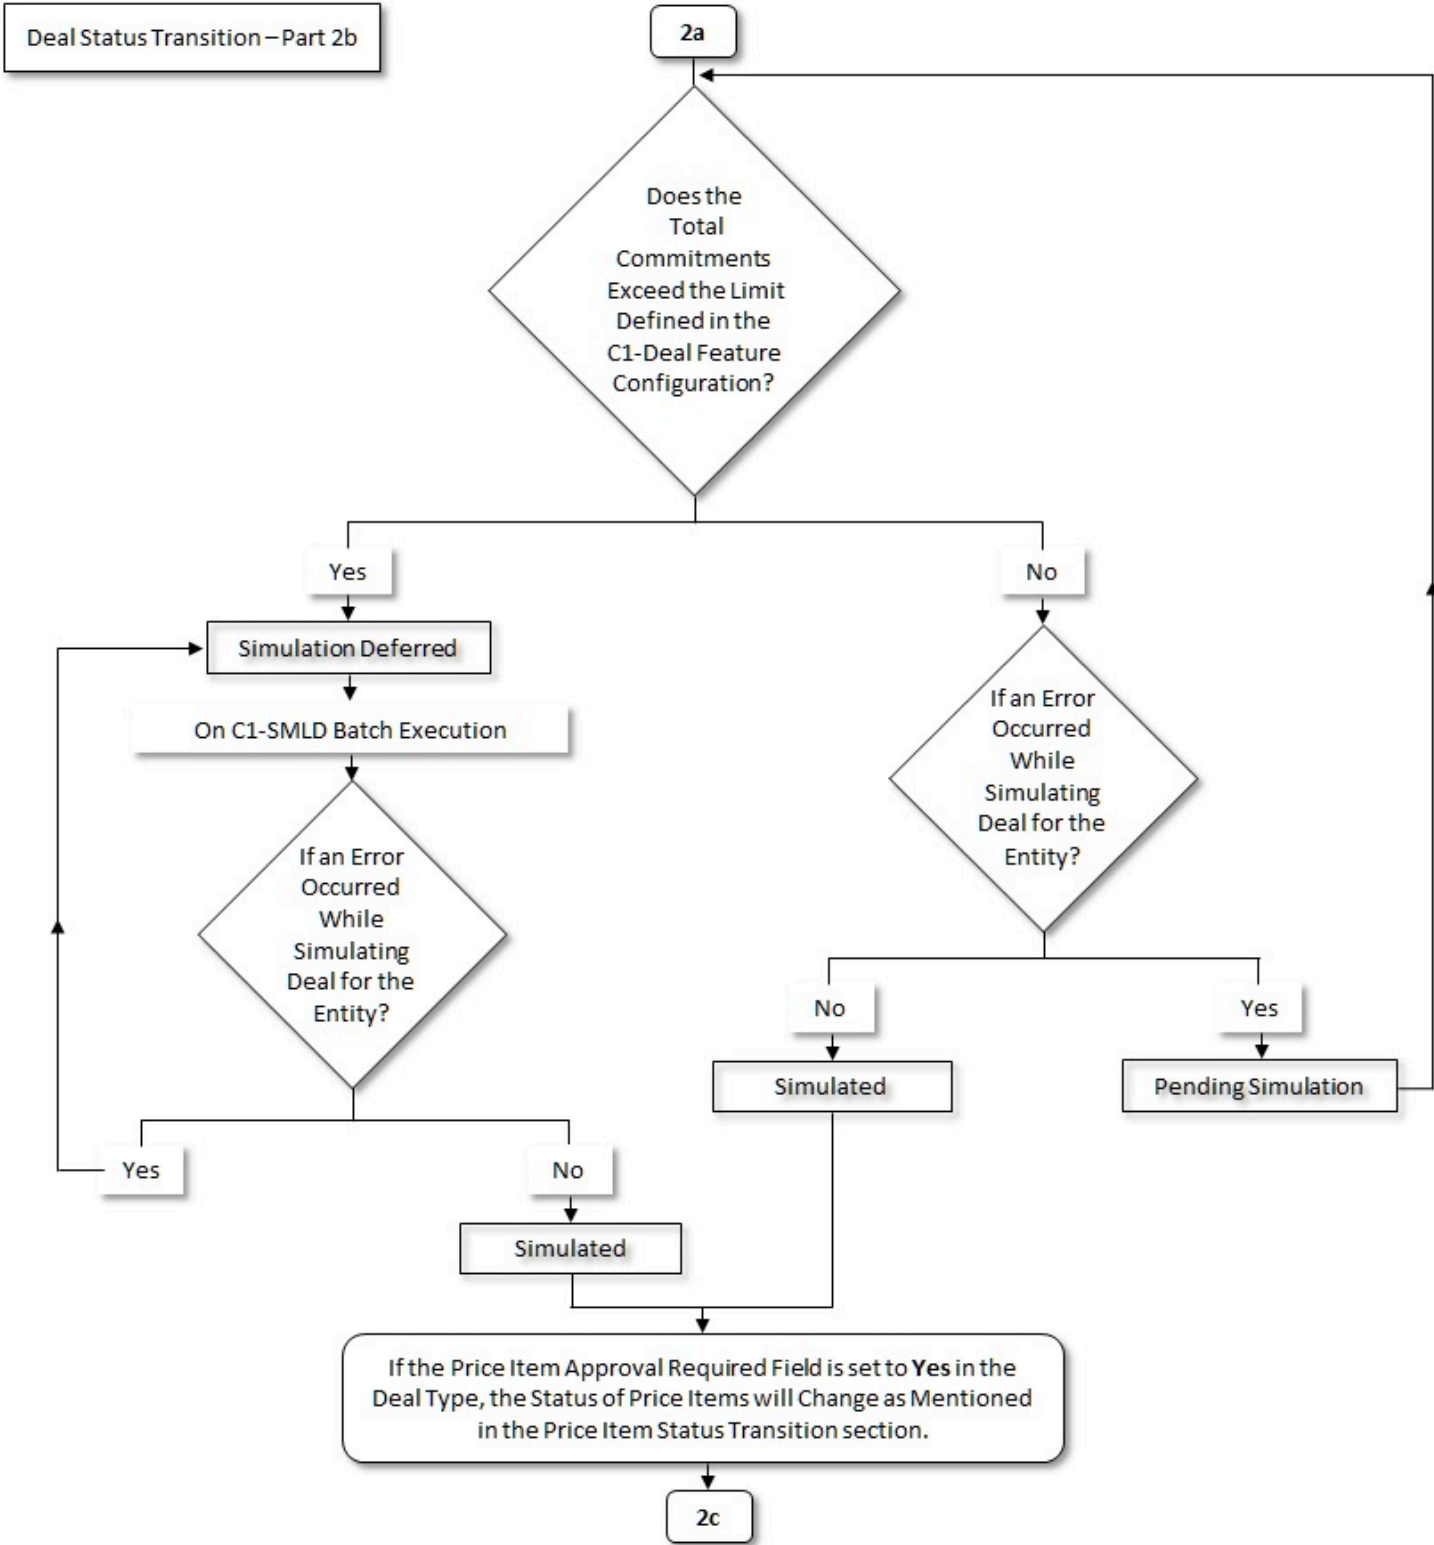 Deal Status Transition – Part 2b
2a
Does the
Total
Commitments
Exceed the Limit
Defined in the
C1-Deal Feature
Configuration?
Yes
No
Simulation Deferred
On C1-SMLD Batch Execution
If an Error
Occurred
While
Simulating
Deal for the
Entity?
If an Error
Occurred
While
Simulating
Deal for the
Entity?
No
Yes
Simulated
Pending Simulation
Yes
No
Simulated
If the Price Item Approval Required Field is set to Yes in the
Deal Type, the Status of Price Items will Change as Mentioned
in the Price Item Status Transition section.
2c